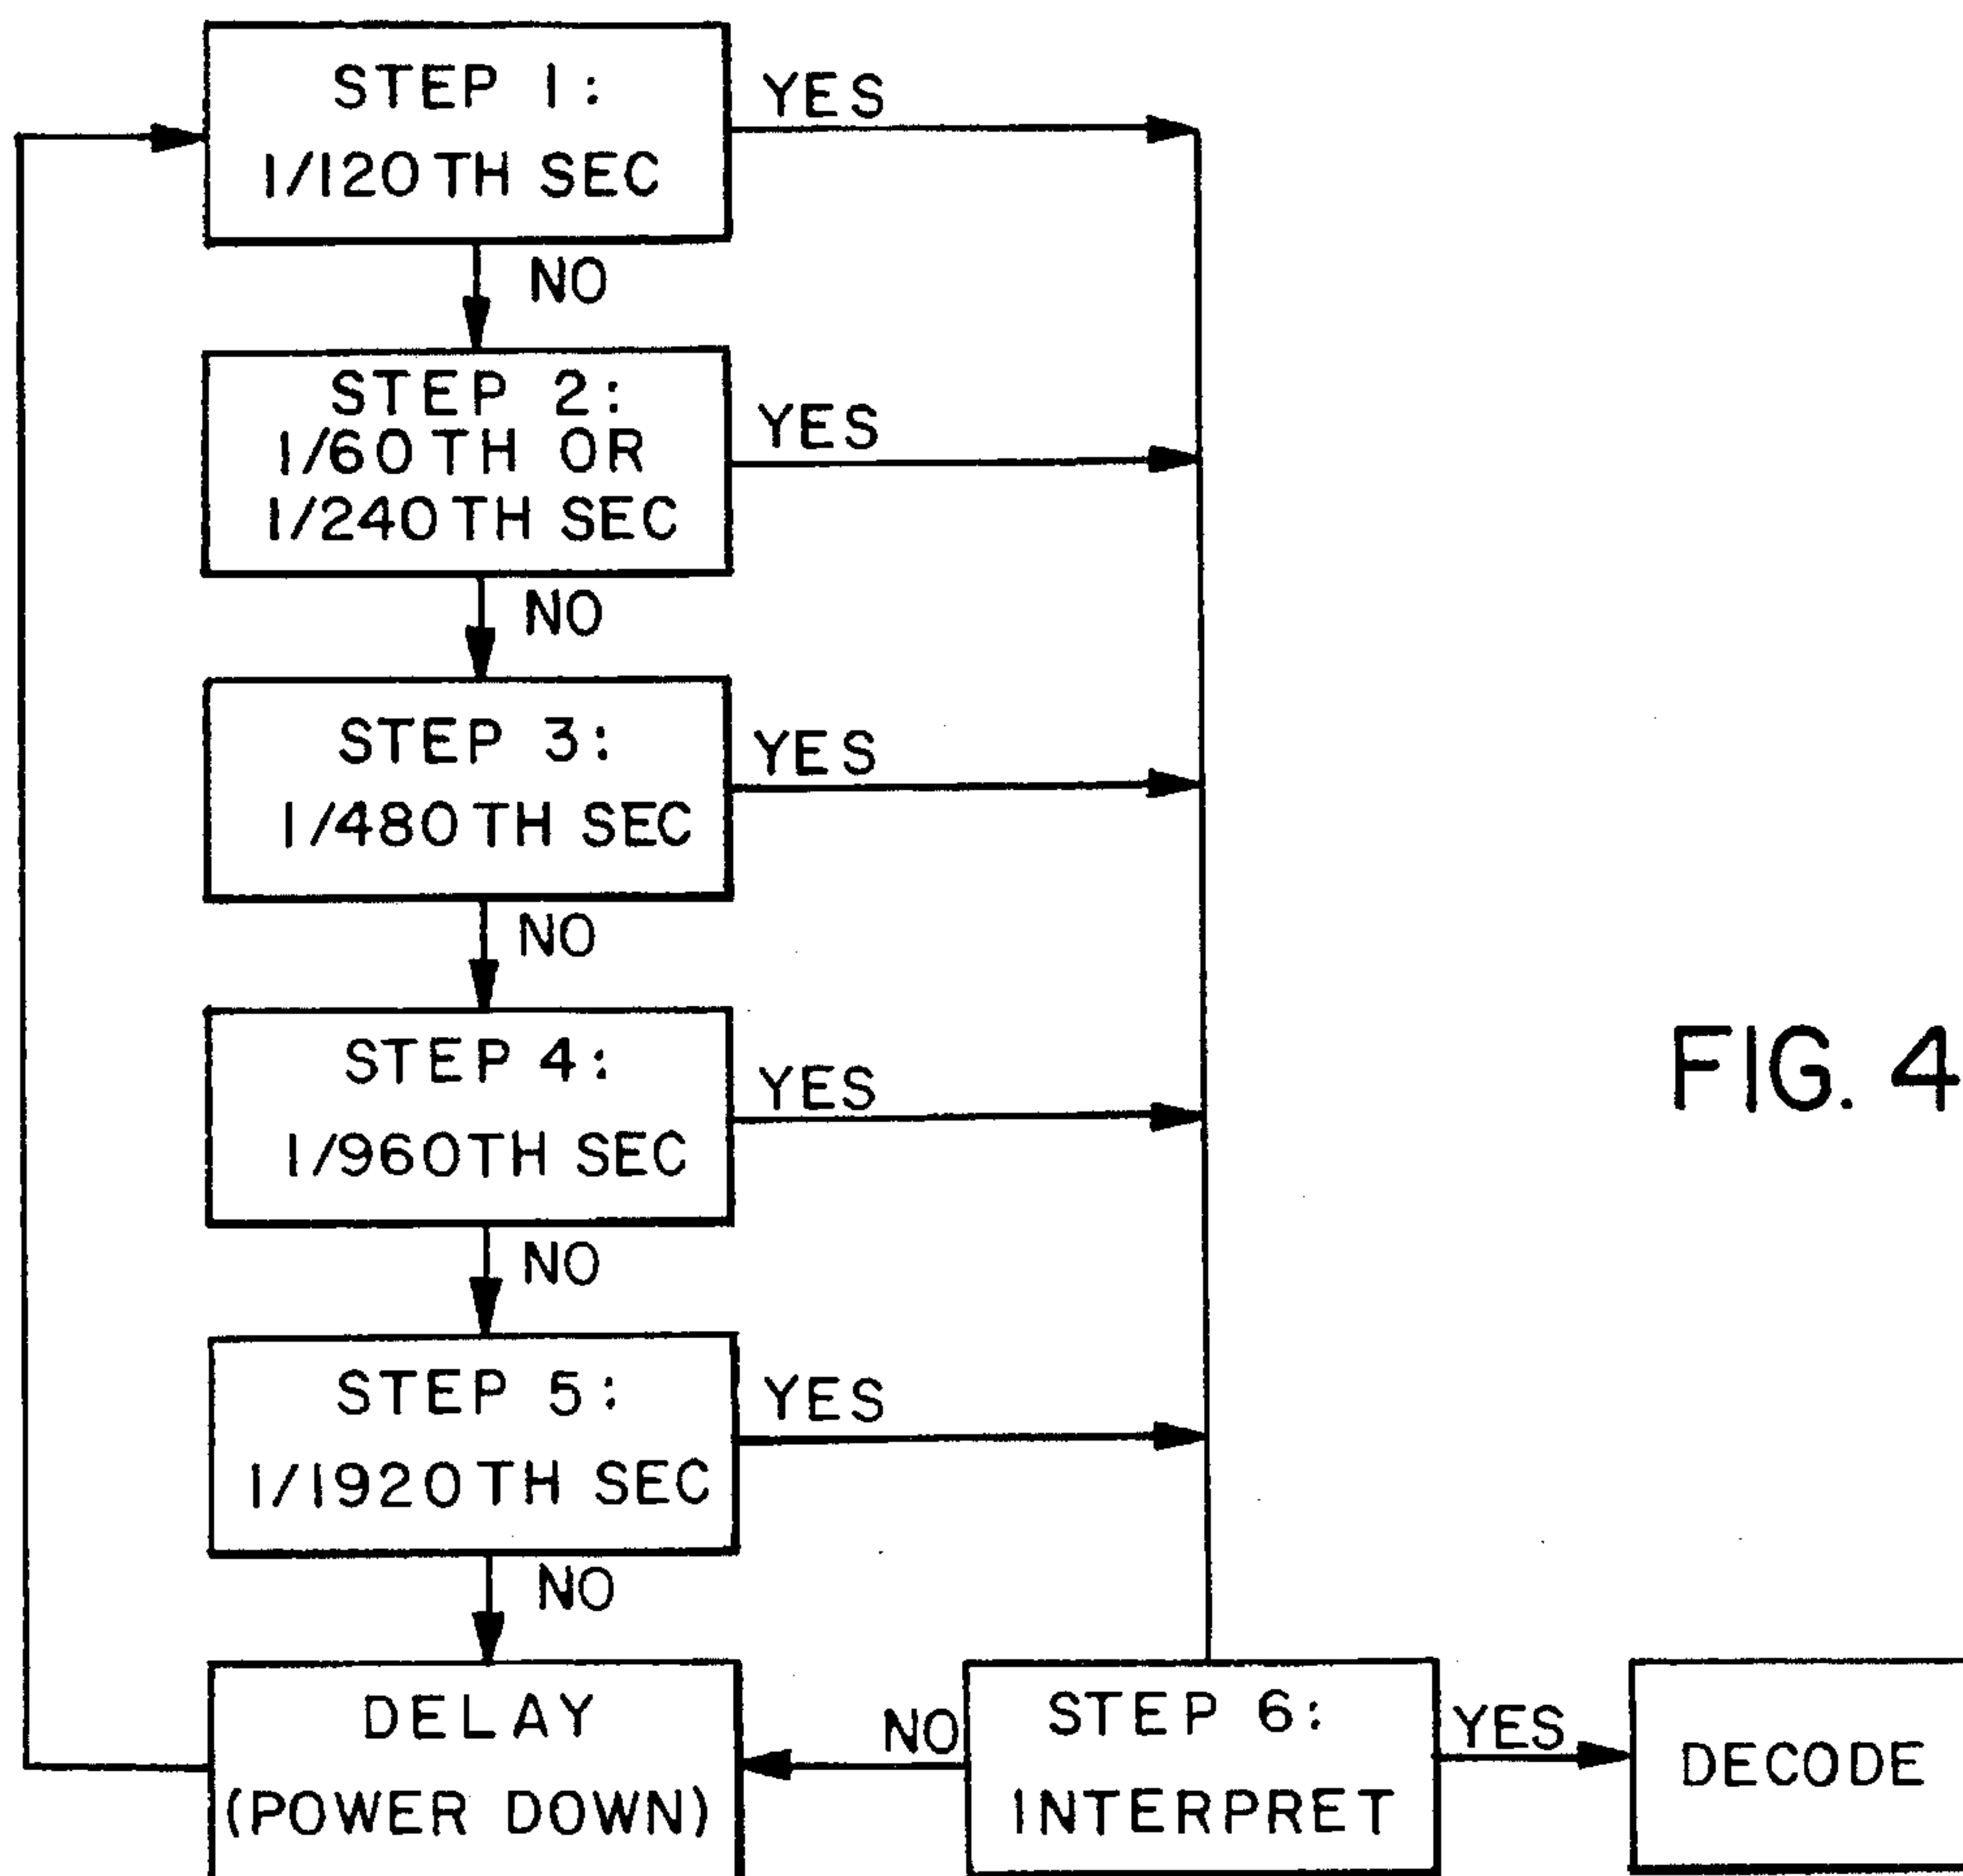 STEP 1:
1/120TH SEC
YES
NO
STEP 2:
1/60TH OR
1/240TH SEC
YES
NO
STEP 3:
1/480TH SEC
YES
NO
STEP 4:
1/960TH SEC
YES
NO
STEP 5:
1/1920TH SEC
YES
NO
DELAY
(POWER DOWN)
NO
STEP 6:
INTERPRET
YES
DECODE
FIG. 4